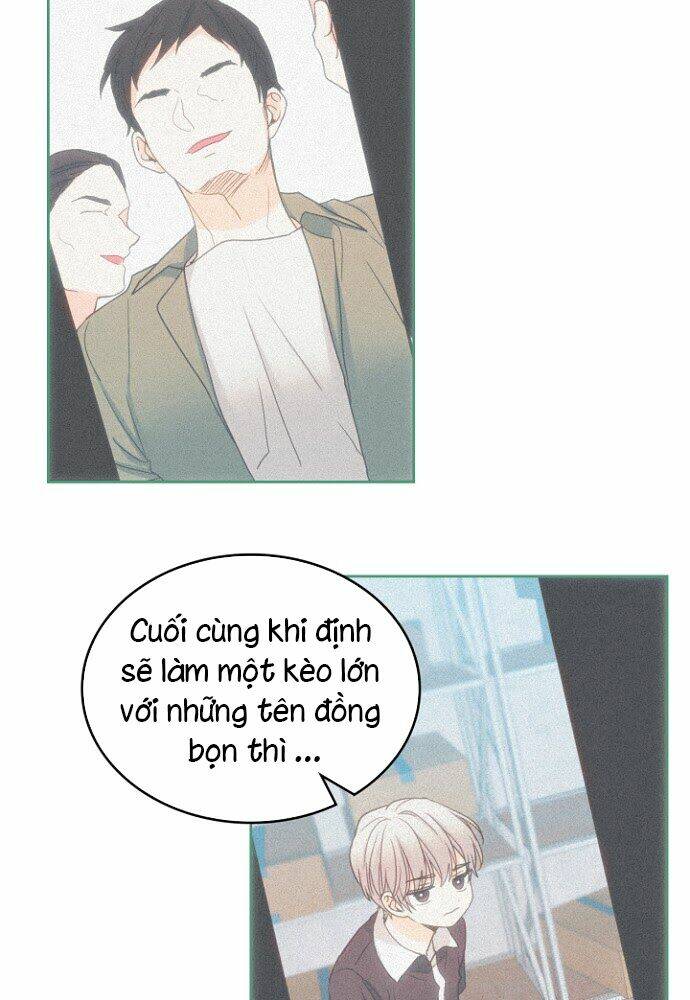 Cuối cùng khi định
sẽ làm một kèo lớn
với những tên đồng
bọn thì ...